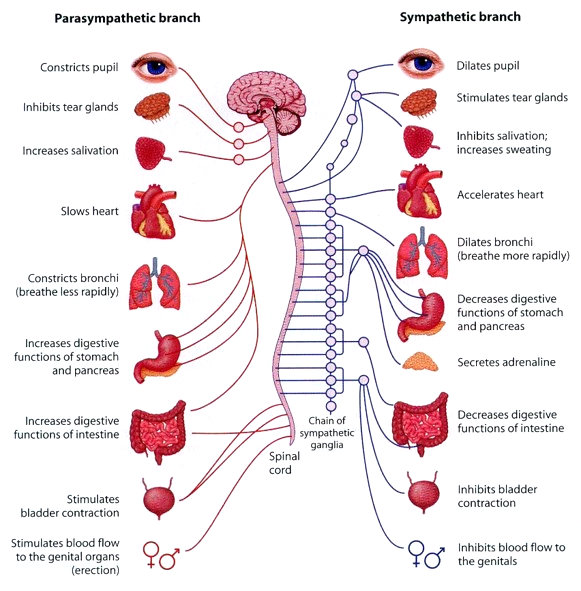 Parasympathetic branch
Constricts pupil
Inhibits tear glands
Increases salivation
Slows heart
Constricts bronchi
(breathe less rapidly)
Increases digestive
functions of stomach
and pancreas
Increases digestive
functions of intestine
Stimulates
bladder contraction
Stimulates blood flow
to the genital organs
(erection)
Spinal
cord
Chain of
sympathetic
ganglia
Sympathetic branch
Dilates pupil
Stimulates tear glands
Inhibits salivation;
increases sweating
Accelerates heart
Dilates bronchi
(breathe more rapidly)
Decreases digestive
functions of stomach
and pancreas
Secretes adrenaline
Decreases digestive
functions of intestine
Inhibits bladder
contraction
Inhibits blood flow to
the genitals